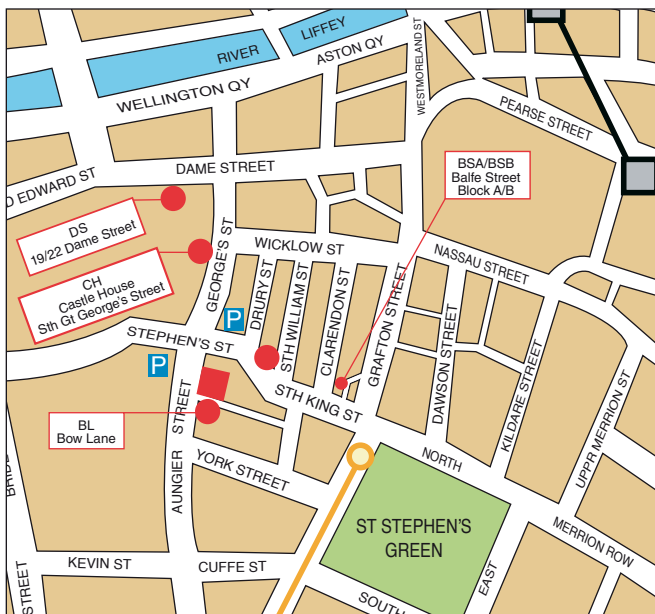 LIFFEY
RIVER
ASTON QY
WESTMORELAND ST
WELLINGTON QY
PEARSE STREET
DAME STREET
D EDWARD ST
BSA/BSB
Balfe Street
Block A/B
DS
19/22 Dame Street
CH
Castle House
Sth Gt George's Street
GEORGE'S ST
WICKLOW ST
NASSAU STREET
DRURY ST
STH WILLIAM ST
CLARENDON ST
GRAFTON STREET
DAWSON STREET
KILDARE STREET
UPPR MERRION ST
P
STEPHEN'S ST
P
STH KING ST
BL
Bow Lane
AUNGIER STREET
YORK STREET
NORTH
MERRION ROW
ST STEPHEN'S
GREEN
KEVIN ST
CUFFE ST
EAST
SOUTH
STREET